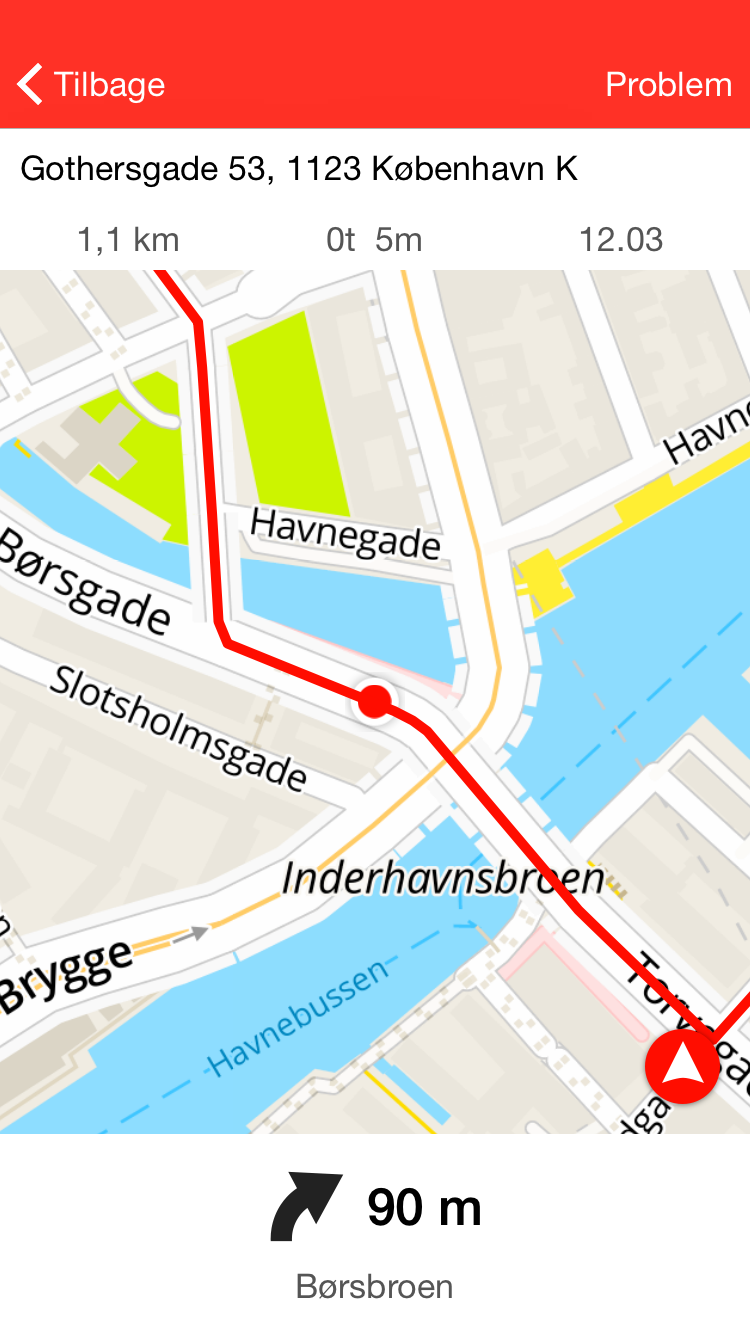 Tilbage
Problem
Gothersgade 53, 1123 København K
1,1 km
0t 5m
12.03
Havnegade
Børsgade
Slotsholmsgade
Inderhavnsbroen
Brygge
Havnebussen
90 m
Børsbroen